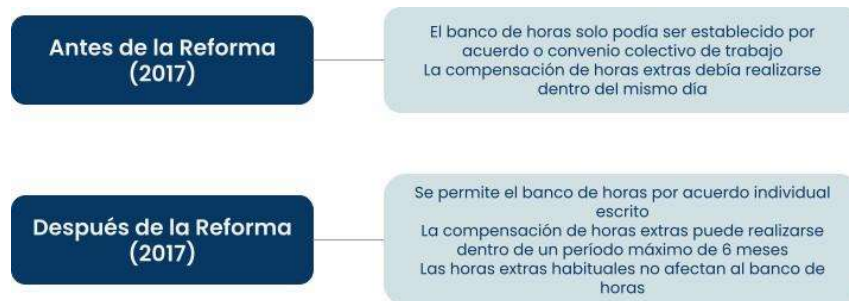 Antes de la Reforma
(2017)
El banco de horas solo podía ser establecido por
acuerdo o convenio colectivo de trabajo
La compensación de horas extras debía realizarse
dentro del mismo día
Después de la Reforma
(2017)
Se permite el banco de horas por acuerdo individual
escrito
La compensación de horas extras puede realizarse
dentro de un período máximo de 6 meses
Las horas extras habituales no afectan al banco de
horas